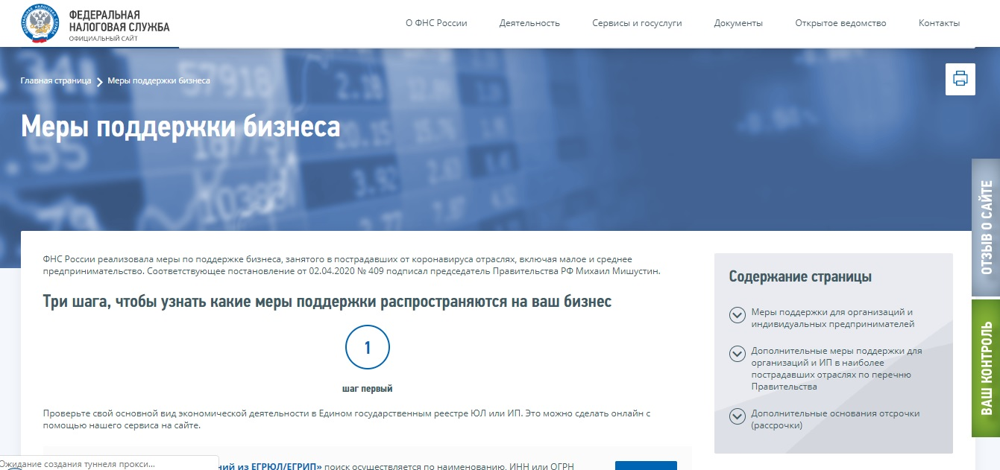 ФЕДЕРАЛЬНАЯ
НАЛОГОВАЯ СЛУЖБА
ОФИЦИАЛЬНЫЙ САЙТ
О ФНС России
Деятельность
Сервисы и госуслуги
Документы
Открытое ведомство
Контакты
Главная страница
Меры поддержки бизнеса
Меры поддержки бизнеса
ФНС России реализовала меры по поддержке бизнеса, занятого в пострадавших от коронавируса отраслях, включая малое и среднее
предпринимательство. Соответствующее постановление от 02.04.2020 № 409 подписал председатель Правительства РФ Михаил Мишустин.
Три шага, чтобы узнать какие меры поддержки распространяются на ваш бизнес
1
шаг первый
Проверьте свой основной вид экономической деятельности в Едином государственным реестре ЮЛ или ИП. Это можно сделать онлайн с
помощью нашего сервиса на сайте.
ний из ЕГРЮЛ/ЕГРИП» поиск осуществляется по наименованию, ИНН или ОГРН
Содержание страницы
Меры поддержки для организаций и
индивидуальных предпринимателей
Дополнительные меры поддержки для
организаций и ИП в наиболее
пострадавших отраслях по перечню
Правительства
Дополнительные основания отсрочки
(рассрочки)
ОТЗЫВ О САЙТЕ
ВАШ КОНТРОЛЬ
Ожидание создания туннеля прокси...